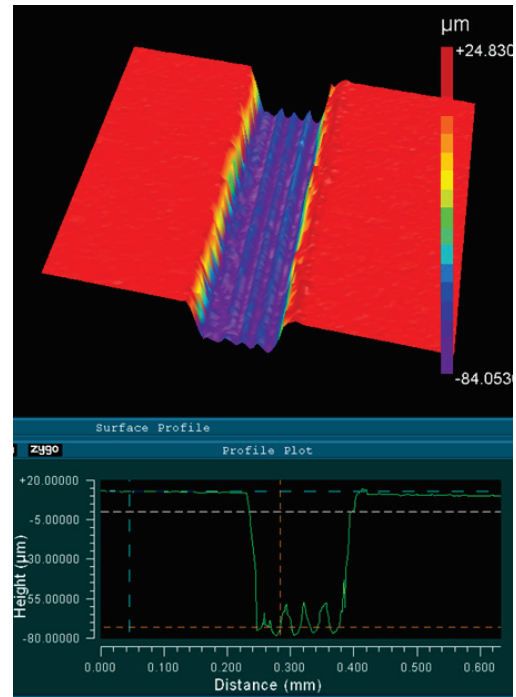 µm
+24.830
-84.0530
Surface Profile
zygo
Profile Plot
+20.00000
-5.00000
-30.00000
-55.00000
-80.00000
Height (µm)
0.000 0.100 0.200 0.300 0.400 0.500 0.600
Distance (mm)